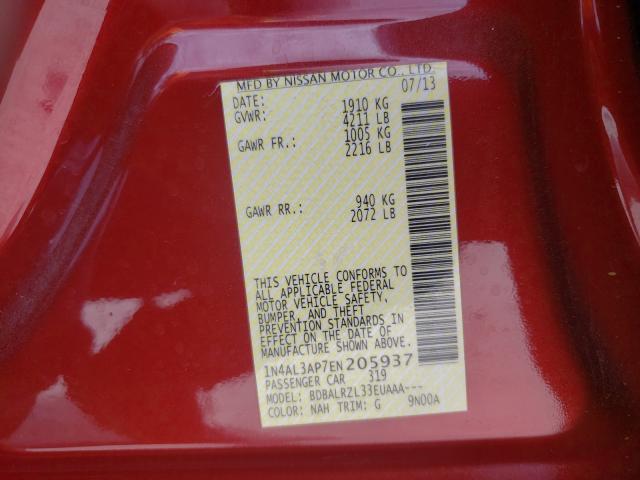 MFD BY NISSAN MOTOR CO., LTD.
DATE: 07/13
GVWR: 1910 KG
4211 LB
GAWR FR.: 1005 KG
2216 LB
GAWR RR.: 940 KG
2072 LB
THIS VEHICLE CONFORMS TO
ALL APPLICABLE FEDERAL
MOTOR VEHICLE SAFETY,
BUMPER, AND THEFT
PREVENTION STANDARDS IN
EFFECT ON THE DATE OF
MANUFACTURE SHOWN ABOVE.
1N4AL3AP7EN205937
PASSENGER CAR 319
MODEL: BDBALRZL33EUAAA---
COLOR: NAH TRIM: G 9N00A